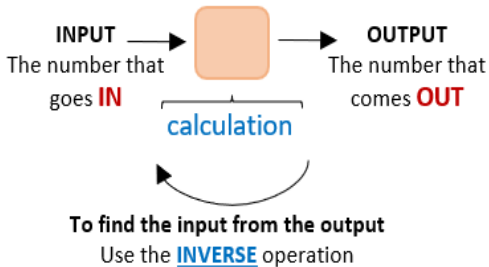 INPUT
The number that
goes IN
OUTPUT
The number that
comes OUT
calculation
To find the input from the output
Use the INVERSE operation